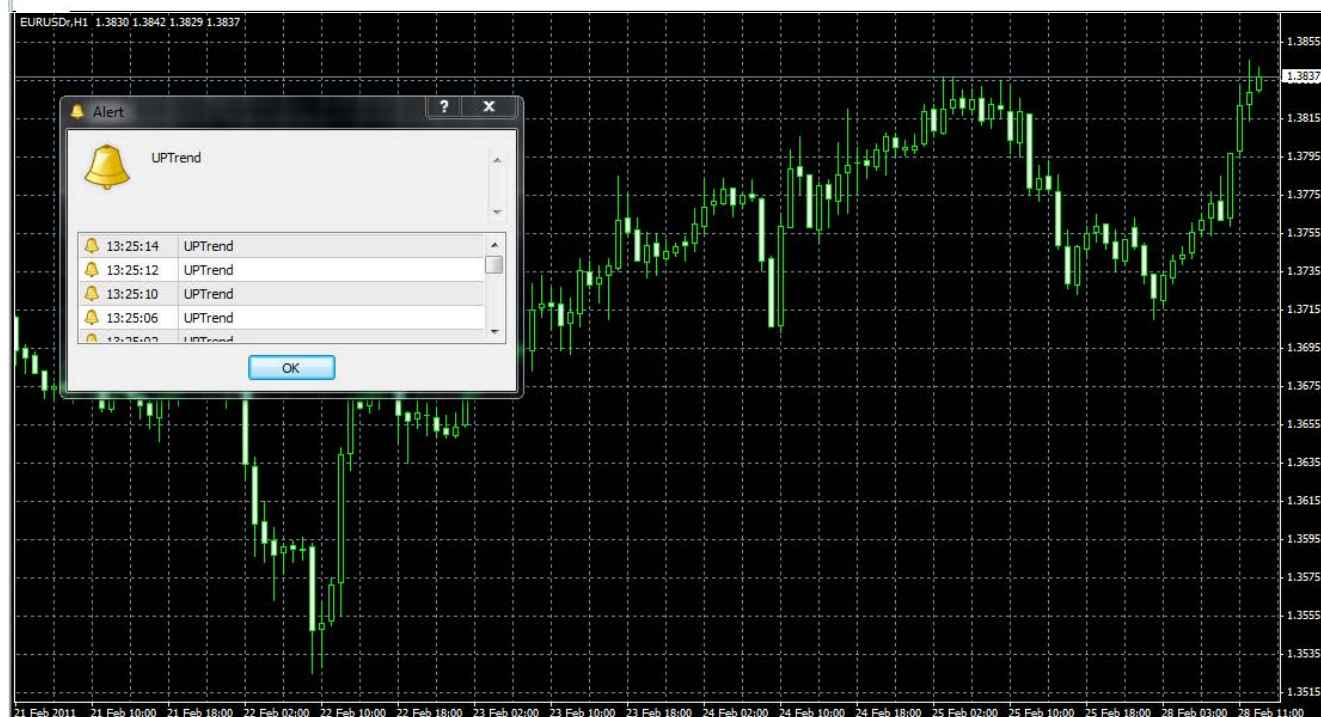 EURUSDr,H1 1.3830 1.3842 1.3829 1.3837
Alert
?
X
UPTrend
13:25:14 UPTrend
13:25:12 UPTrend
13:25:10 UPTrend
13:25:06 UPTrend
13:25:02 UPTrend
OK
1.3855
1.3837
1.3815
1.3795
1.3775
1.3755
1.3735
1.3715
1.3695
1.3675
1.3655
1.3635
1.3615
1.3595
1.3575
1.3555
1.3535
1.3515
21 Feb 2011 21 Feb 10:00 21 Feb 18:00 22 Feb 02:00 22 Feb 10:00 22 Feb 18:00 23 Feb 02:00 23 Feb 10:00 23 Feb 18:00 24 Feb 02:00 24 Feb 10:00 24 Feb 18:00 25 Feb 02:00 25 Feb 10:00 25 Feb 18:00 28 Feb 03:00 28 Feb 11:00